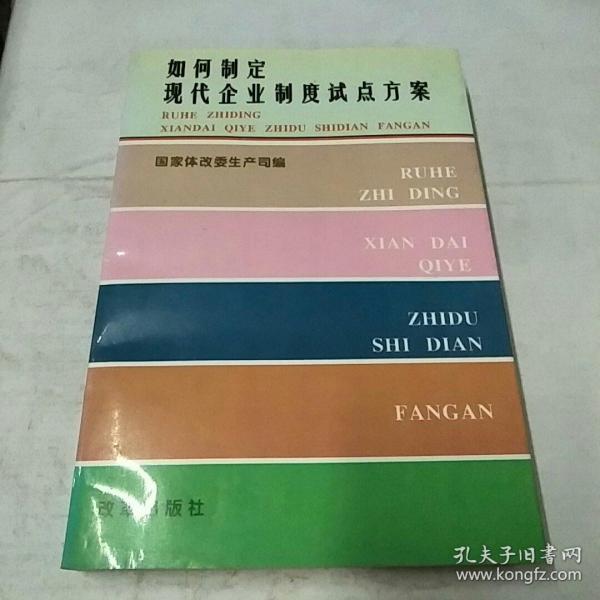 如何制定
现代企业制度试点方案
RUHE ZHIDING
XIANDAI QIYE ZHIDU SHIDIAN FANGAN
国家体改委生产司编
RUHE
ZHI DING
XIAN DAI
QIYE
ZHIDU
SHI DIAN
FANGAN
改革出版社
孔夫子旧书网
www.kongfz.com